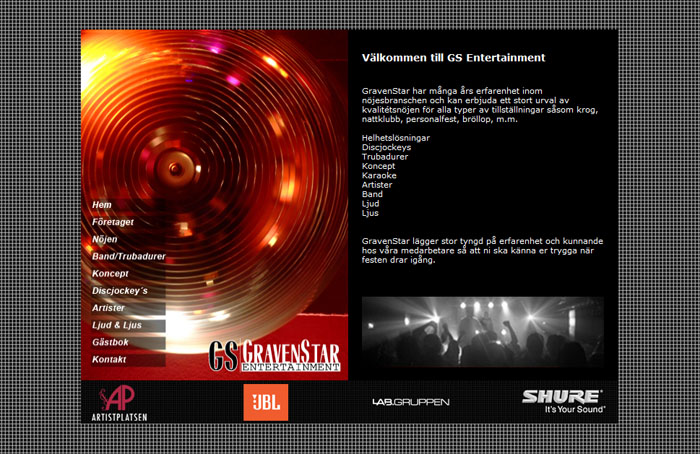 Välkommen till GS Entertainment
GravenStar har många års erfarenhet inom
nöjesbranschen och kan erbjuda ett stort urval av
kvalitétsnöjen för alla typer av tillställningar såsom krog,
nattklubb, personalfest, bröllop, m.m.
Helhetslösningar
Discjockeys
Trubadurer
Koncept
Karaoke
Artister
Band
Ljud
Ljus
GravenStar lägger stor tyngd på erfarenhet och kunnande
hos våra medarbetare så att ni ska känna er trygga när
festen drar igång.
Hem
Företaget
Nöjen
Band/Trubadurer
Koncept
Discjockey´s
Artister
Ljud & Ljus
Gästbok
Kontakt
GS GRAVENSTAR
ENTERTAINMENT
AP
ARTISTPLATSEN
JBL
LAB.GRUPPEN
SHURE
It's Your Sound